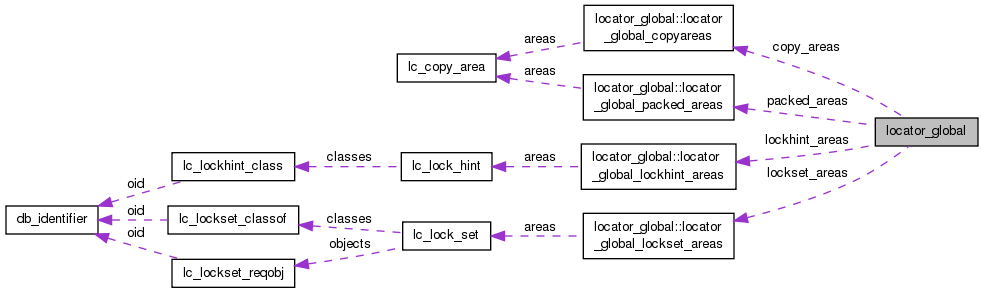 locator_global::locator
_global_copyareas
areas
copy_areas
lc_copy_area
areas
locator_global::locator
_global_packed_areas
packed_areas
locator_global
lockhint_areas
lc_lockhint_class
classes
lc_lock_hint
areas
locator_global::locator
_global_lockhint_areas
lockset_areas
oid
db_identifier
oid
lc_lockset_classof
classes
lc_lock_set
areas
locator_global::locator
_global_lockset_areas
oid
objects
lc_lockset_reqobj